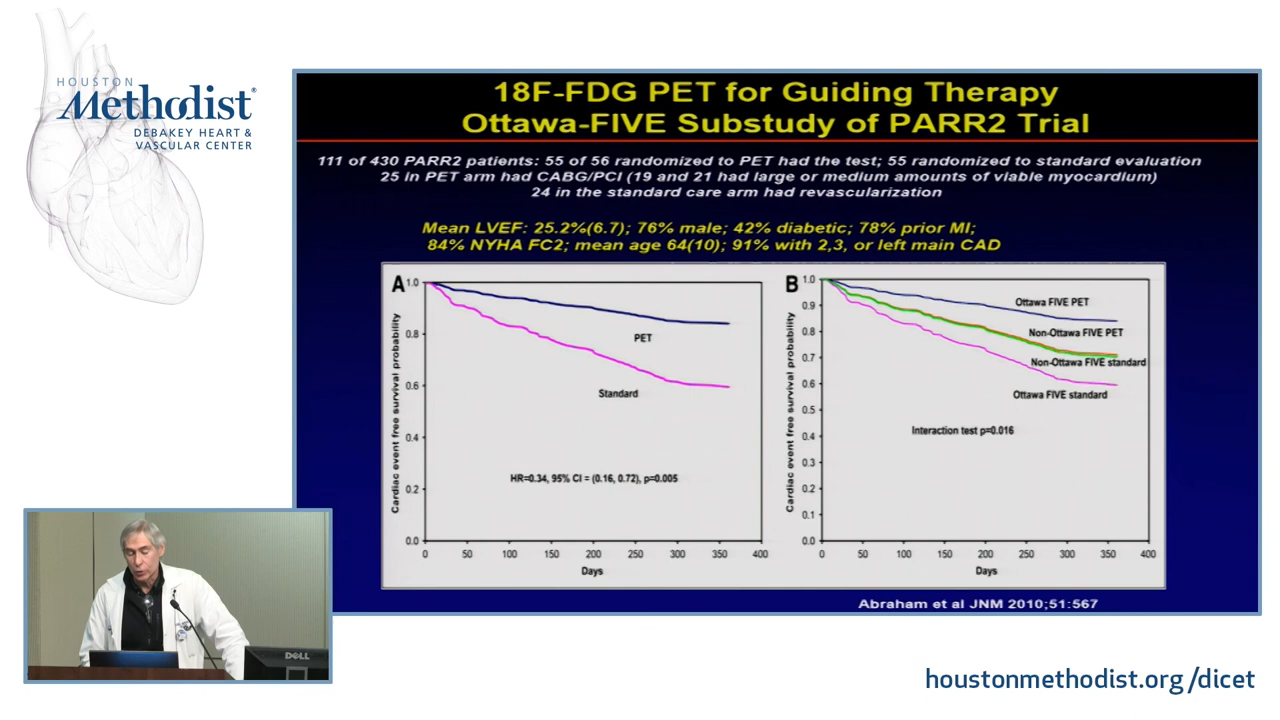 HOUSTON
Methodist®
DEBAKEY HEART &
VASCULAR CENTER
18F-FDG PET for Guiding Therapy
Ottawa-FIVE Substudy of PARR2 Trial
111 of 430 PARR2 patients: 55 of 56 randomized to PET had the test; 55 randomized to standard evaluation
25 in PET arm had CABG/PCI (19 and 21 had large or medium amounts of viable myocardium)
24 in the standard care arm had revascularization
Mean LVEF: 25.2%(6.7); 76% male; 42% diabetic; 78% prior MI;
84% NYHA FC2; mean age 64(10); 91% with 2,3, or left main CAD
A
Cardiac event free survival probability
1.0
0.8
0.6
0.4
0.2
0.0
PET
Standard
HR=0.34, 95% CI = (0.16, 0.72), p=0.005
0 50 100 150 200 250 300 350 400
Days
B
Cardiac event free survival probability
1.0
0.9
0.8
0.7
0.6
0.5
0.4
0.3
0.2
0.1
0.0
Ottawa FIVE PET
Non-Ottawa FIVE PET
Non-Ottawa FIVE standard
Ottawa FIVE standard
Interaction test p=0.016
0 50 100 150 200 250 300 350 400
Days
Abraham et al JNM 2010;51:567
DELL
houstonmethodist.org/dicet